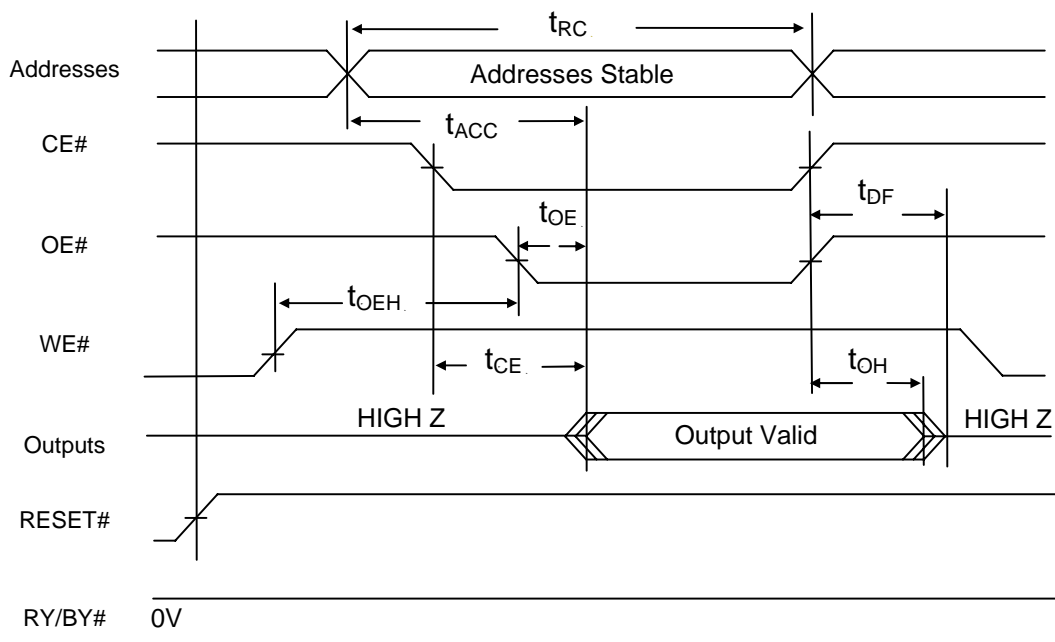 tRC
Addresses
Addresses Stable
tACC
CE#
tDF
tOE
OE#
tOEH
WE#
tCE
tOH
HIGH Z
HIGH Z
Output Valid
Outputs
RESET#
RY/BY#
0V